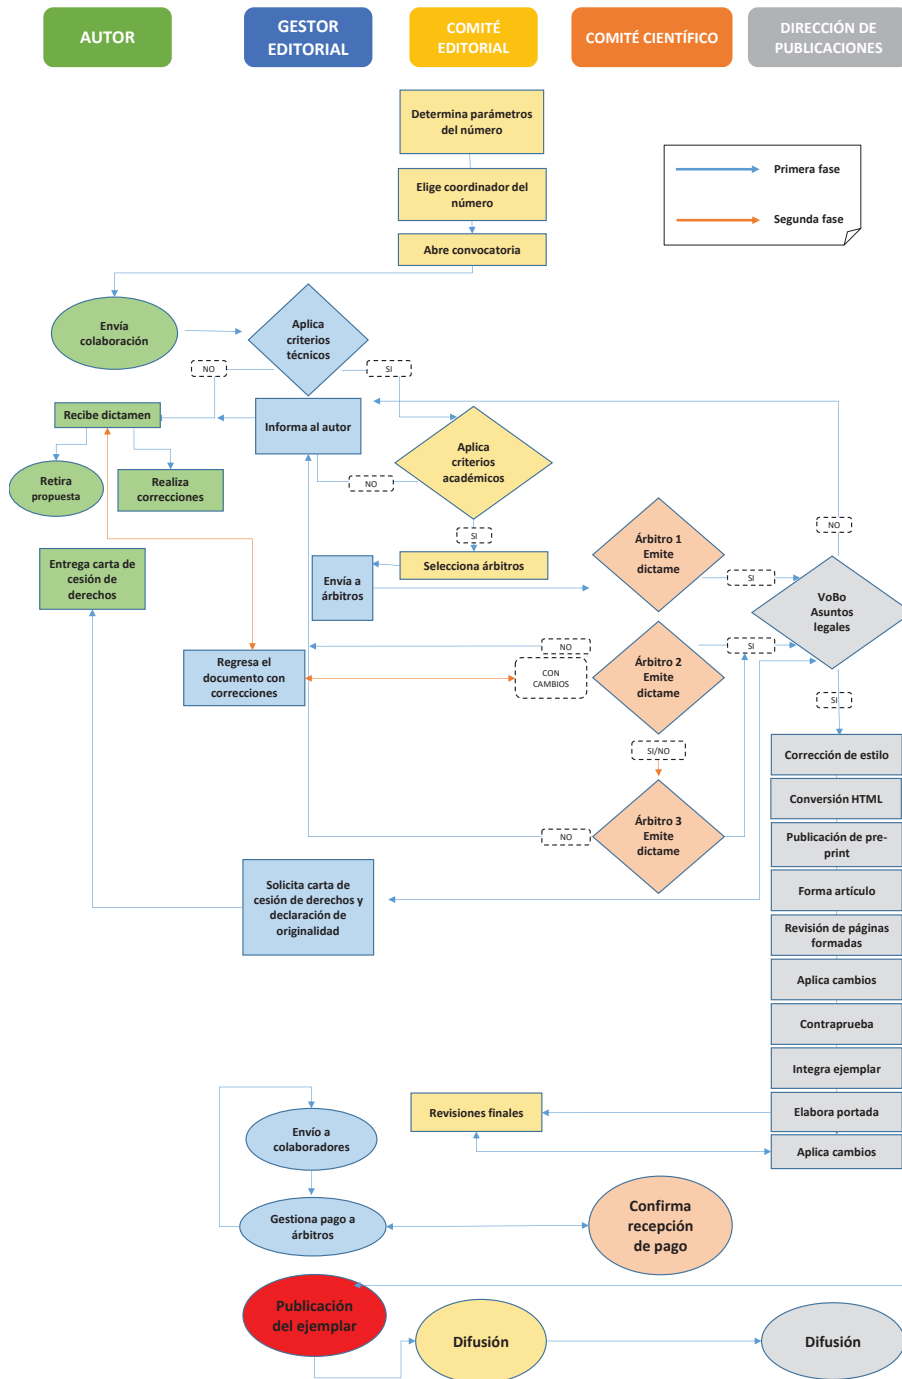 AUTOR
GESTOR
EDITORIAL
COMITÉ
EDITORIAL
COMITÉ CIENTÍFICO
DIRECCIÓN DE
PUBLICACIONES
Determina parámetros
del número
Primera fase
Segunda fase
Elige coordinador del
número
Abre convocatoria
Envía
colaboración
Aplica
criterios
técnicos
NO
SI
Recibe dictamen
Informa al autor
Aplica
criterios
académicos
Retira
propuesta
Realiza
correcciones
NO
SI
NO
Entrega carta de
cesión de
derechos
Envía a
árbitros
Selecciona árbitros
Árbitro 1
Emite
dictame
SI
VoBo
Asuntos
legales
Regresa el
documento con
correcciones
NO
CON
CAMBIOS
Árbitro 2
Emite
dictame
SI
SI
SI/NO
Corrección de estilo
Conversión HTML
NO
Árbitro 3
Emite
dictame
Publicación de pre-
print
Solicita carta de
cesión de derechos y
declaración de
originalidad
Forma artículo
Revisión de páginas
formadas
Aplica cambios
Contraprueba
Integra ejemplar
Revisiones finales
Elabora portada
Envío a
colaboradores
Aplica cambios
Gestiona pago a
árbitros
Confirma
recepción
de pago
Publicación
del ejemplar
Difusión
Difusión